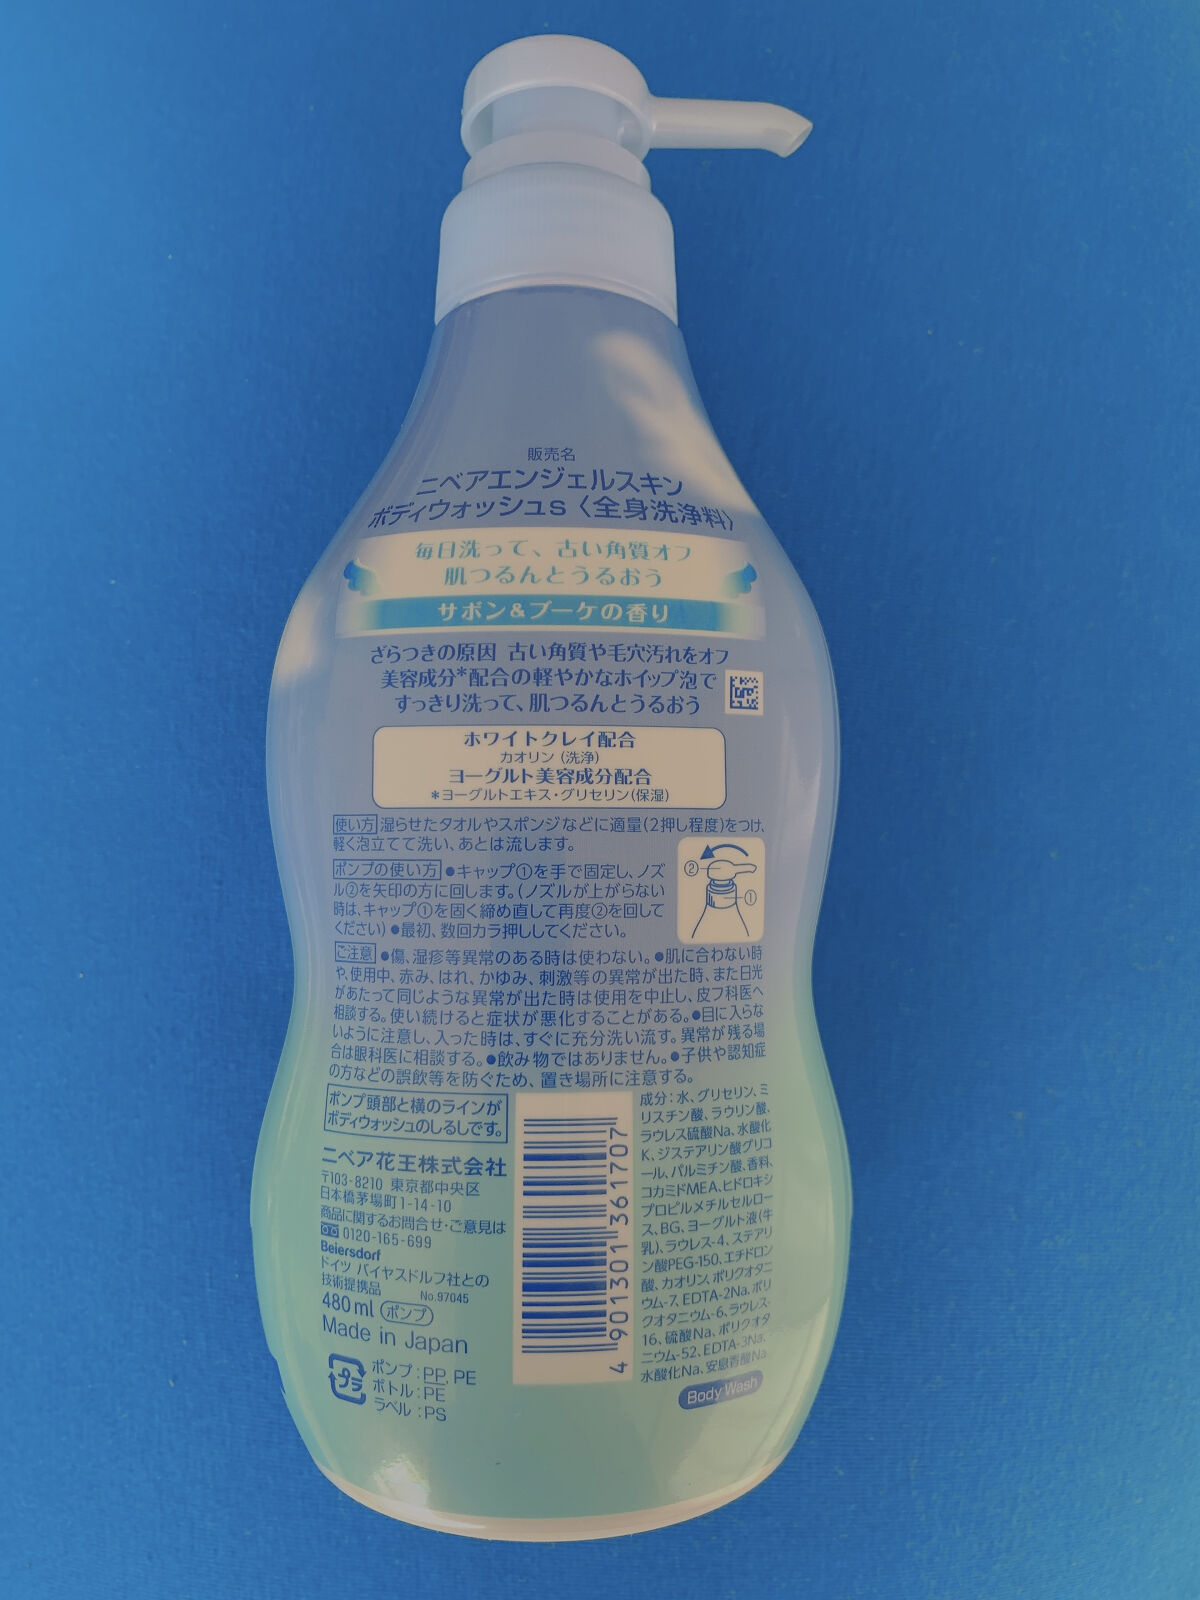 販売名
ニベアエンジェルスキン
ボディウォッシュs〈全身洗浄料〉
毎日洗って、古い角質オフ
肌つるんとうるおう
サボン&ブーケの香り
ざらつきの原因 古い角質や毛穴汚れをオフ
美容成分*配合の軽やかなホイップ泡で
すっきり洗って、肌つるんとうるおう
ホワイトクレイ配合
カオリン(洗浄)
ヨーグルト美容成分配合
*ヨーグルトエキス・グリセリン(保湿)
使い方 湿らせたタオルやスポンジなどに適量(2押し程度)をつけ、
軽く泡立てて洗い、あとは流します。
ポンプの使い方 ●キャップ①を手で固定し、ノズ
ル②を矢印の方に回します。(ノズルが上がらない
時は、キャップ①を固く締め直して再度②を回して
ください) ●最初、数回カラ押ししてください。
② ①
ご注意 ●傷、湿疹等異常のある時は使わない。●肌に合わない時
や、使用中、赤み、はれ、かゆみ、刺激等の異常が出た時、また日光
があたって同じような異常が出た時は使用を中止し、皮フ科医へ
相談する。使い続けると症状が悪化することがある。●目に入らな
いように注意し、入った時は、すぐに充分洗い流す。異常が残る場
合は眼科医に相談する。●飲み物ではありません。●子供や認知症
の方などの誤飲等を防ぐため、置き場所に注意する。
ポンプ頭部と横のラインが
ボディウォッシュのしるしです。
ニベア花王株式会社
〒103-8210 東京都中央区
日本橋茅場町1-14-10
商品に関するお問合せ・ご意見は
0120-165-699
Beiersdorf
ドイツ バイヤスドルフ社との
技術提携品 No.97045
480ml ポンプ
Made in Japan
プラ
ポンプ:PP, PE
ボトル:PE
ラベル:PS
4 901301 361707
成分:水、グリセリン、ミ
リスチン酸、ラウリン酸、
ラウレス硫酸Na、水酸化
K、ジステアリン酸グリコ
ール、パルミチン酸、香料、
コカミドMEA、ヒドロキシ
プロピルメチルセルロー
ス、BG、ヨーグルト液(牛
乳)、ラウレス-4、ステアリ
ン酸PEG-150、エチドロン
酸、カオリン、ポリクオタニ
ウム-7、EDTA-2Na、ポリ
クオタニウム-6、ラウレス-
16、硫酸Na、ポリクオタ
ニウム-52、EDTA-3Na、
水酸化Na、安息香酸Na
Body Wash